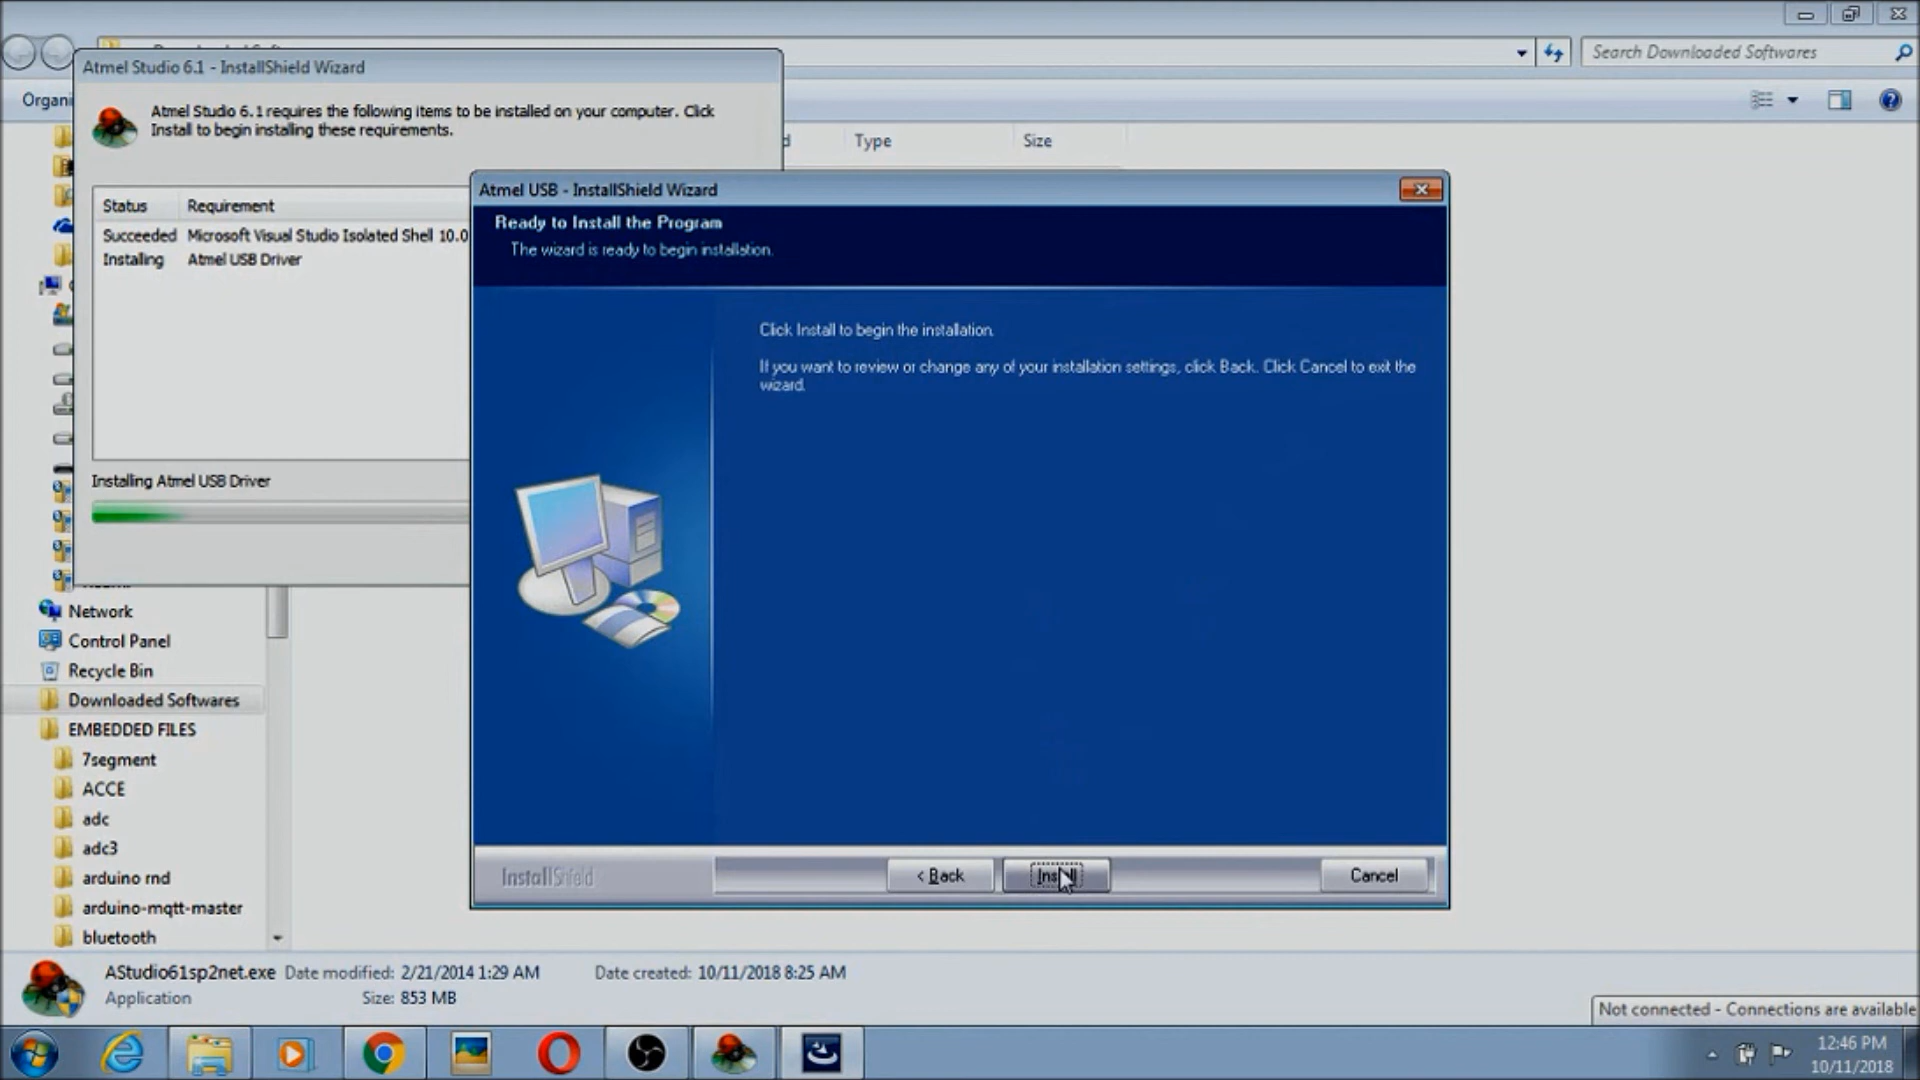 Search Downloaded Softwares
Atmel Studio 6.1 - InstallShield Wizard
Organi
Atmel Studio 6.1 requires the following items to be installed on your computer. Click
Install to begin installing these requirements.
Type
Size
Atmel USB - InstallShield Wizard
Status Requirement
Succeeded Microsoft Visual Studio Isolated Shell 10.0
Installing Atmel USB Driver
Ready to Install the Program
The wizard is ready to begin installation.
Click Install to begin the installation.
If you want to review or change any of your installation settings, click Back. Click Cancel to exit the
wizard.
Installing Atmel USB Driver
Network
Control Panel
Recycle Bin
Downloaded Softwares
EMBEDDED FILES
7segment
ACCE
adc
adc3
arduino rnd
arduino-mqtt-master
bluetooth
InstallShield
< Back
Install
Cancel
AStudio61sp2net.exe Date modified: 2/21/2014 1:29 AM Date created: 10/11/2018 8:25 AM
Application Size: 853 MB
Not connected - Connections are available
12:46 PM
10/11/2018